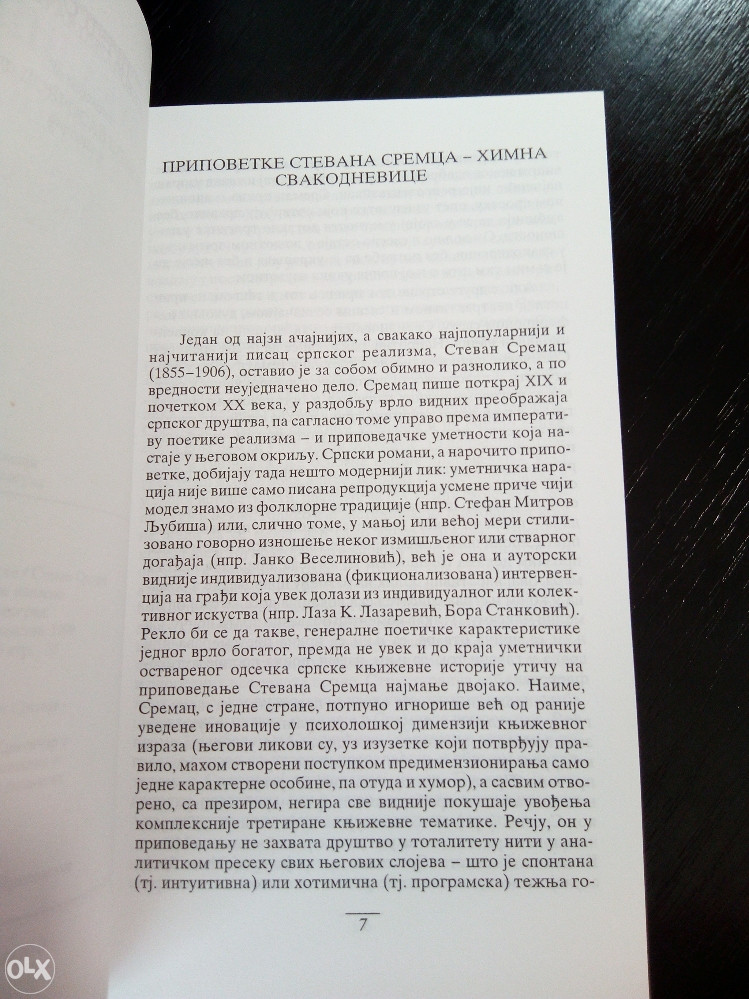 ПРИПОВЕТКЕ СТЕВАНА СРЕМЦА – ХИМНА
СВАКОДНЕВИЦЕ
Један од најзн ачајнијих, а свакако најпопуларнији и
најчитанији писац српског реализма, Стеван Сремац
(1855–1906), оставио је за собом обимно и разнолико, а по
вредности неуједначено дело. Сремац пише поткрај XIX и
почетком XX века, у раздобљу врло видних преображаја
српског друштва, па сагласно томе управо према императи-
ву поетике реализма – и приповедачке уметности која на-
стаје у његовом окриљу. Српски романи, а нарочито припо-
ветке, добијају тада нешто модернији лик: уметничка нара-
ција није више само писана репродукција усмене приче чији
модел знамо из фолклорне традиције (нпр. Стефан Митров
Љубиша) или, слично томе, у мањој или већој мери стили-
зовано говорно изношење неког измишљеног или стварног
догађаја (нпр. Јанко Веселиновић), већ је она и ауторски
видније индивидуализована (фикционализована) интервен-
ција на грађи која увек долази из индивидуалног или колек-
тивног искуства (нпр. Лаза К. Лазаревић, Бора Станковић).
Рекло би се да такве, генералне поетичке карактеристике
једног врло богатог, премда не увек и до краја уметнички
оствареног одсечка српске књижевне историје утичу на
приповедање Стевана Сремца најмање двојако. Наиме,
Сремац, с једне стране, потпуно игнорише већ од раније
уведене иновације у психолошкој димензији књижевног
израза (његови ликови су, уз изузетке који потврђују пра-
вило, махом створени поступком предимензионирања само
једне карактерне особине, па отуда и хумор), а сасвим отво-
рено, са презиром, негира све видније покушаје увођења
комплексније третиране књижевне тематике. Речју, он у
приповедању не захвата друштво у тоталитету нити у ана-
литичком пресеку свих његових слојева – што је спонтана
(тј. интуитивна) или хотимична (тј. програмска) тежња го-
7
OLX